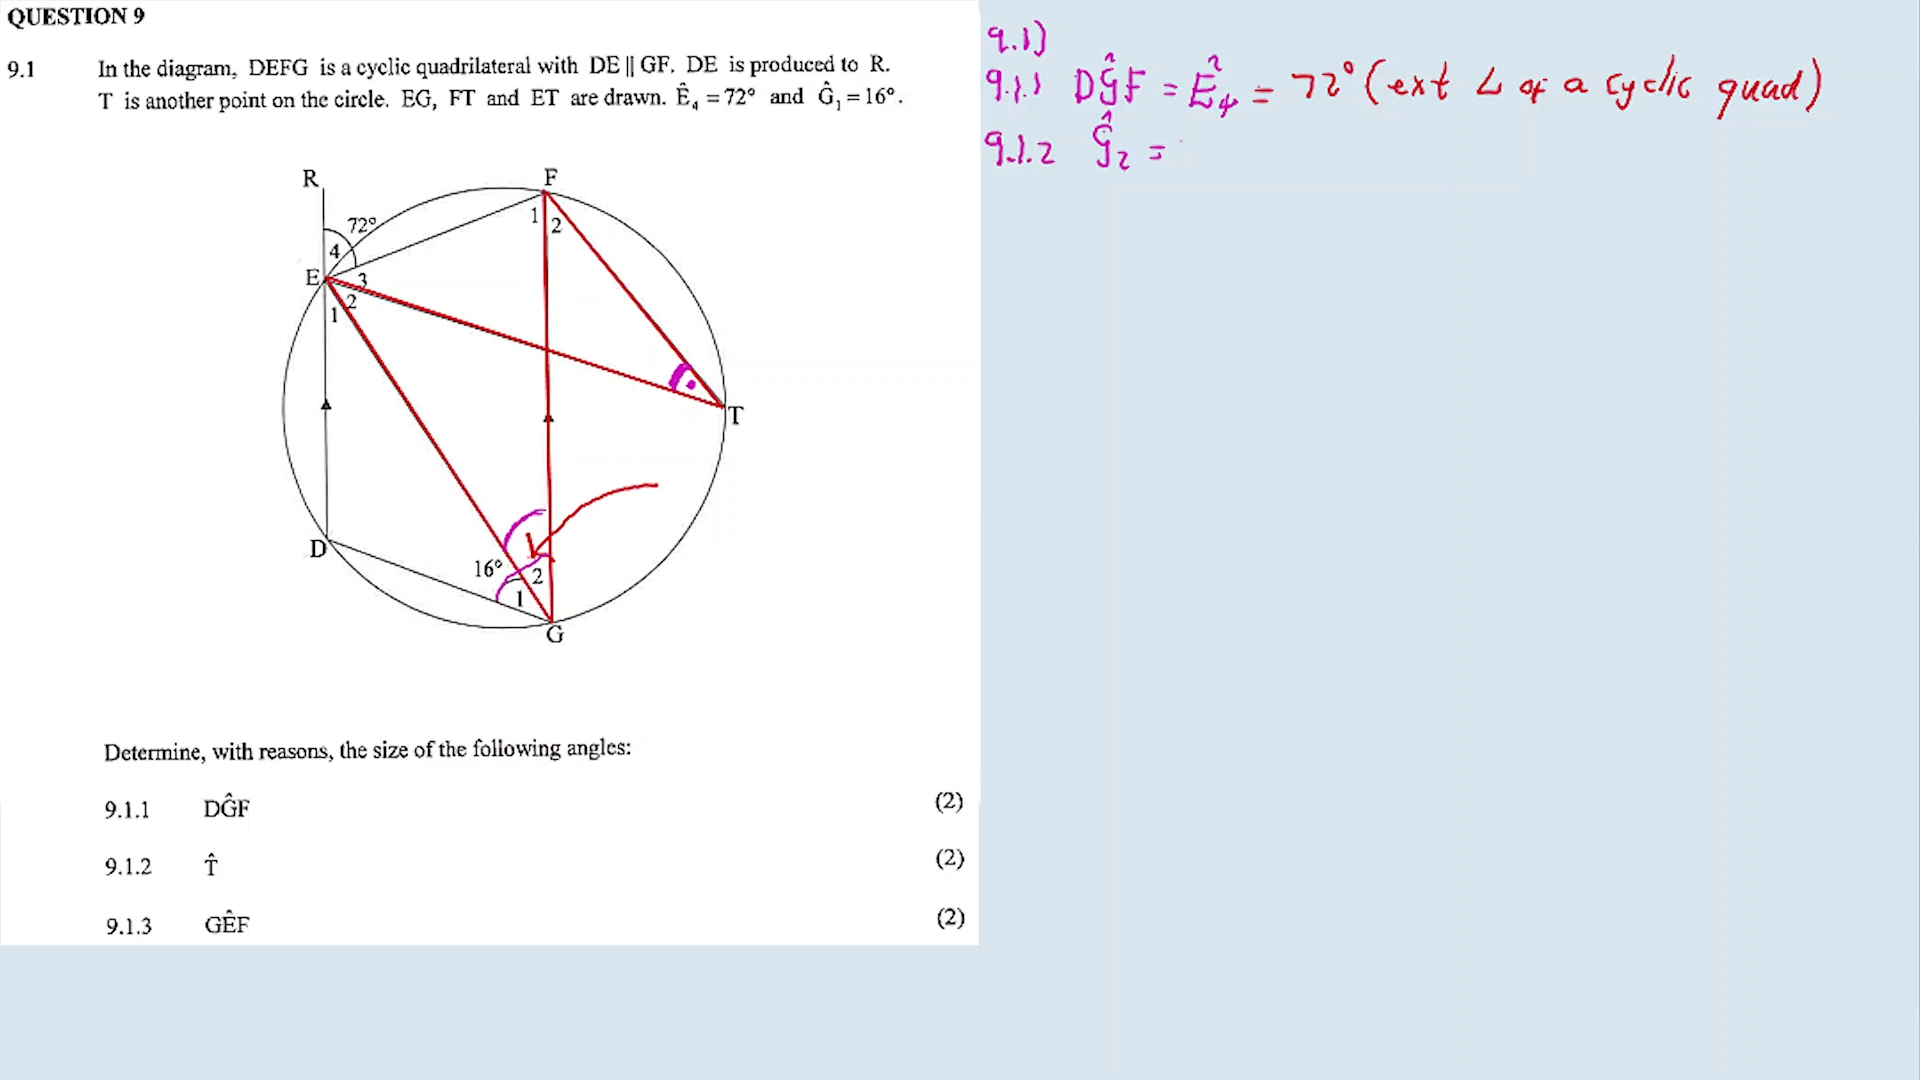 QUESTION 9
9.1 In the diagram, DEFG is a cyclic quadrilateral with DE || GF. DE is produced to R.
T is another point on the circle. EG, FT and ET are drawn. Ê₄ = 72° and Ĝ₁ = 16°.
R
F
72°
1
2
4
E
3
2
1
T
D
16°
2
1
G
Determine, with reasons, the size of the following angles:
9.1.1 DĜF (2)
9.1.2 T̂ (2)
9.1.3 GÊF (2)
9.1)
9.1.1 DĜF = Ê₄ = 72° (ext ∠ of a cyclic quad)
9.1.2 Ĝ₂ =